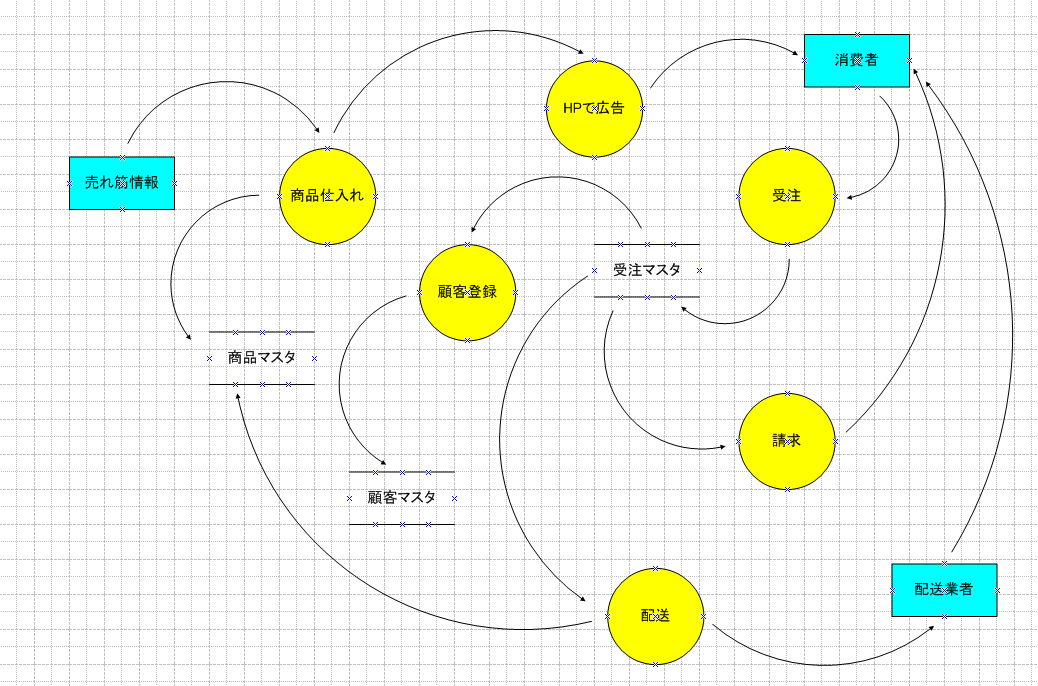 消費者
HPで広告
売れ筋情報
商品仕入れ
受注
受注マスタ
顧客登録
商品マスタ
請求
顧客マスタ
配送業者
配送